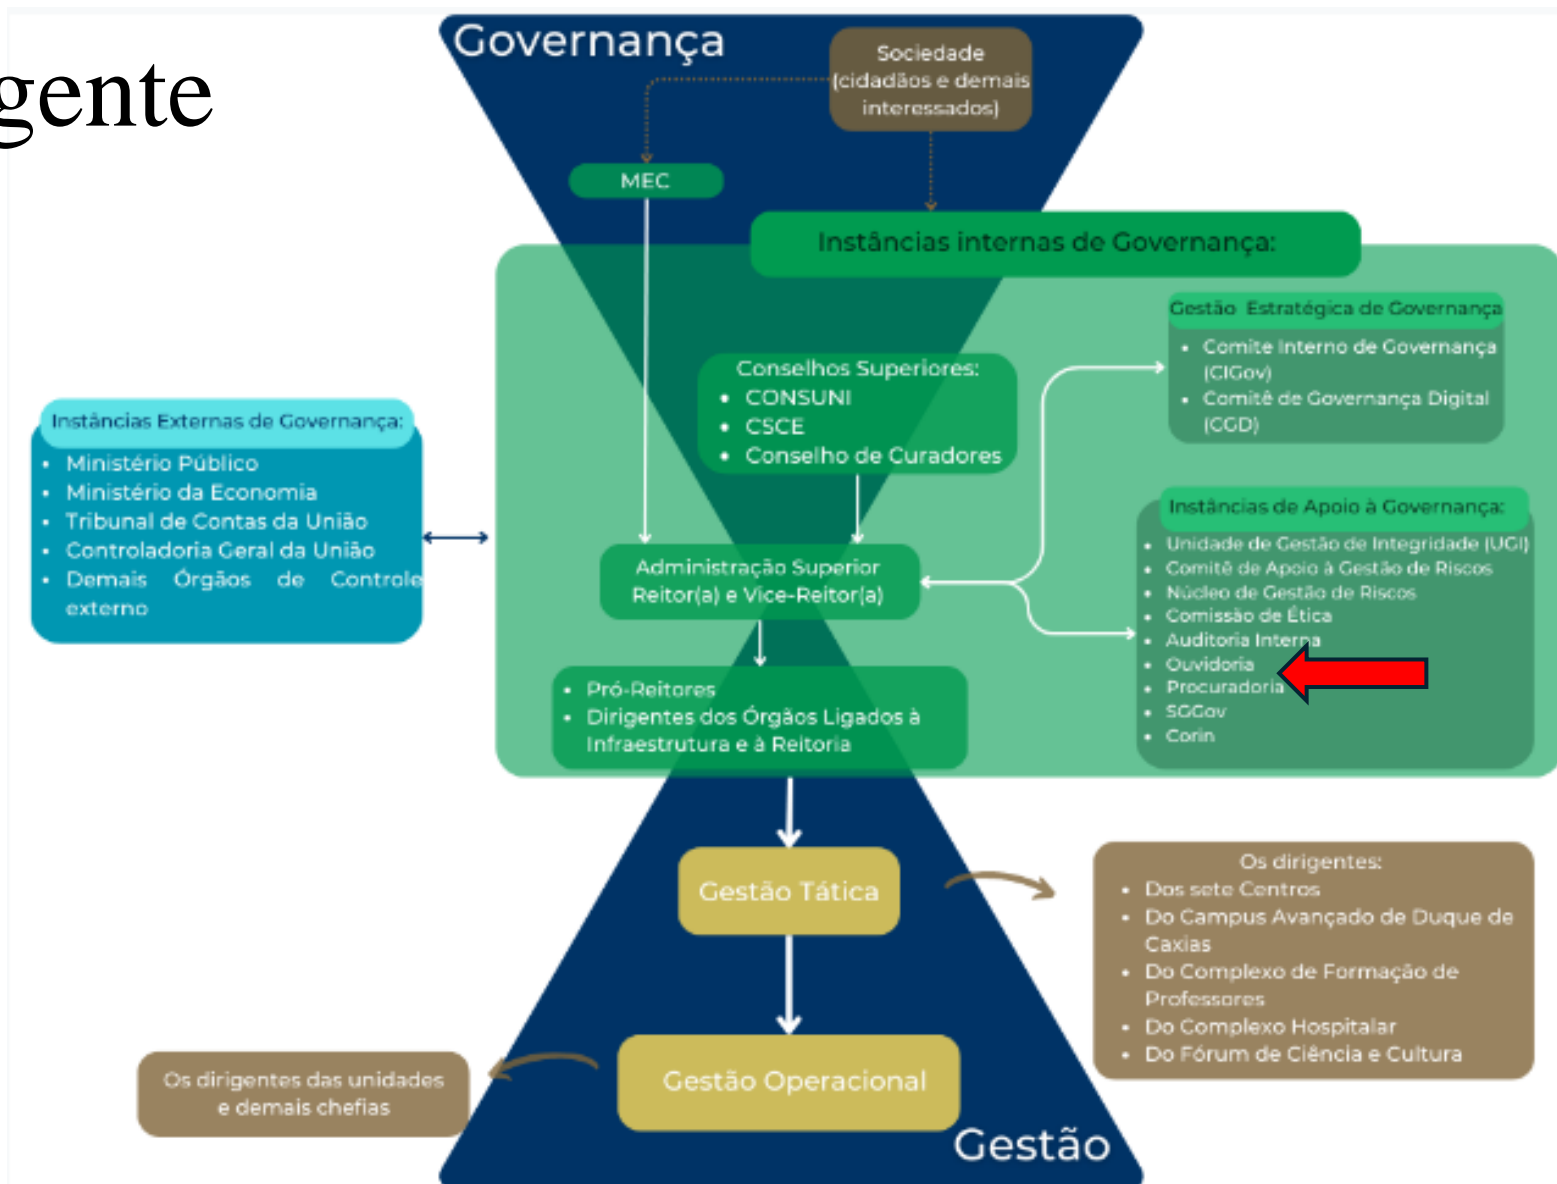 gente
Governança
Sociedade
(cidadãos e demais
interessados)
MEC
Instâncias internas de Governança:
Gestão Estratégica de Governança
• Comite Interno de Governança
(CIGov)
• Comitê de Governança Digital
(CGD)
Conselhos Superiores:
• CONSUNI
• CSCE
• Conselho de Curadores
Instâncias Externas de Governança:
• Ministério Público
• Ministério da Economia
• Tribunal de Contas da União
• Controladoria Geral da União
• Demais Órgãos de Controle
externo
Instâncias de Apoio à Governança:
• Unidade de Gestão de Integridade (UGI)
• Comitê de Apoio à Gestão de Riscos
• Núcleo de Gestão de Riscos
• Comissão de Ética
• Auditoria Interna
• Ouvidoria
• Procuradoria
• SGGov
• Corin
Administração Superior
Reitor(a) e Vice-Reitor(a)
• Pró-Reitores
• Dirigentes dos Órgãos Ligados à
Infraestrutura e à Reitoria
Gestão Tática
Os dirigentes:
• Dos sete Centros
• Do Campus Avançado de Duque de
Caxias
• Do Complexo de Formação de
Professores
• Do Complexo Hospitalar
• Do Fórum de Ciência e Cultura
Gestão Operacional
Os dirigentes das unidades
e demais chefias
Gestão